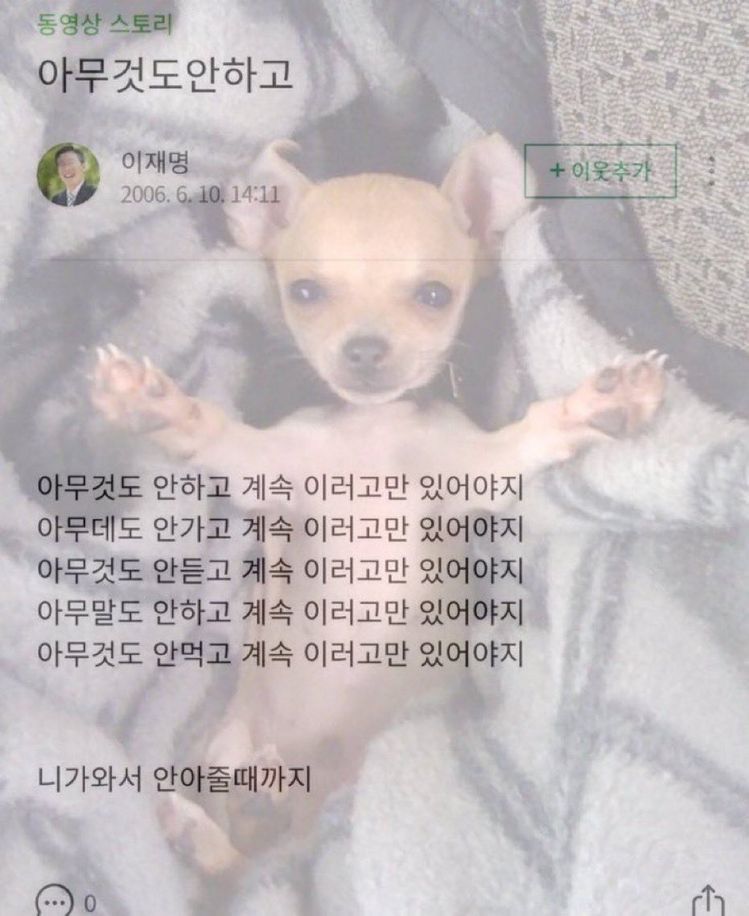 동영상 스토리
아무것도안하고
이재명
2006. 6. 10. 14:11
+ 이웃추가
아무것도 안하고 계속 이러고만 있어야지
아무데도 안가고 계속 이러고만 있어야지
아무것도 안듣고 계속 이러고만 있어야지
아무말도 안하고 계속 이러고만 있어야지
아무것도 안먹고 계속 이러고만 있어야지
니가와서 안아줄때까지
0